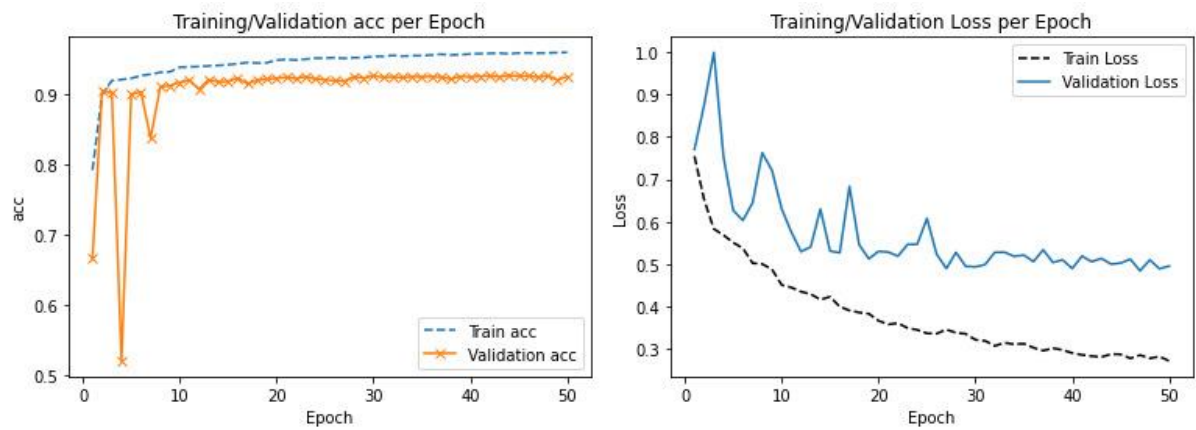 Training/Validation acc per Epoch
acc
0.9
0.8
0.7
0.6
0.5
0
10
20
30
40
50
Epoch
Train acc
Validation acc
Training/Validation Loss per Epoch
Loss
1.0
0.9
0.8
0.7
0.6
0.5
0.4
0.3
0
10
20
30
40
50
Epoch
Train Loss
Validation Loss